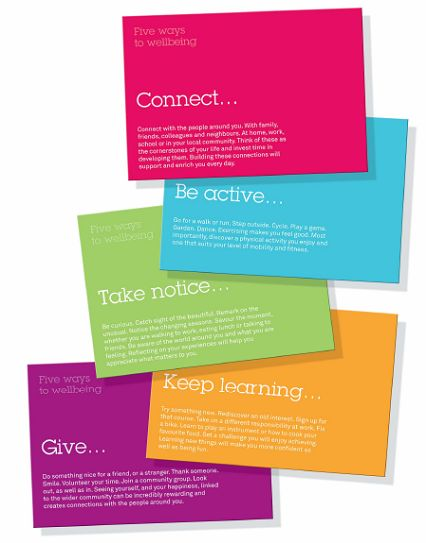 Five ways
to wellbeing
Connect...
Connect with the people around you. With family,
friends, colleagues and neighbours. At home, work,
school or in your local community. Think of these as
the cornerstones of your life and invest time in
developing them. Building these connections will
support and enrich you every day.
Be active...
Go for a walk or run. Step outside. Cycle. Play a game.
Garden. Dance. Exercising makes you feel good. Most
importantly, discover a physical activity you enjoy and
one that suits your level of mobility and fitness.
Five ways
to wellbeing
Take notice...
Be curious. Catch sight of the beautiful. Remark on the
unusual. Notice the changing seasons. Savour the moment,
whether you are walking to work, eating lunch or talking to
friends. Be aware of the world around you and what you are
feeling. Reflecting on your experiences will help you
appreciate what matters to you.
Keep learning...
Try something new. Rediscover an old interest. Sign up for
that course. Take on a different responsibility at work. Fix
a bike. Learn to play an instrument or how to cook your
favourite food. Set a challenge you will enjoy achieving.
Learning new things will make you more confident as
well as being fun.
Five ways
to wellbeing
Give...
Do something nice for a friend, or a stranger. Thank someone.
Smile. Volunteer your time. Join a community group. Look
out, as well as in. Seeing yourself, and your happiness, linked
to the wider community can be incredibly rewarding and
creates connections with the people around you.